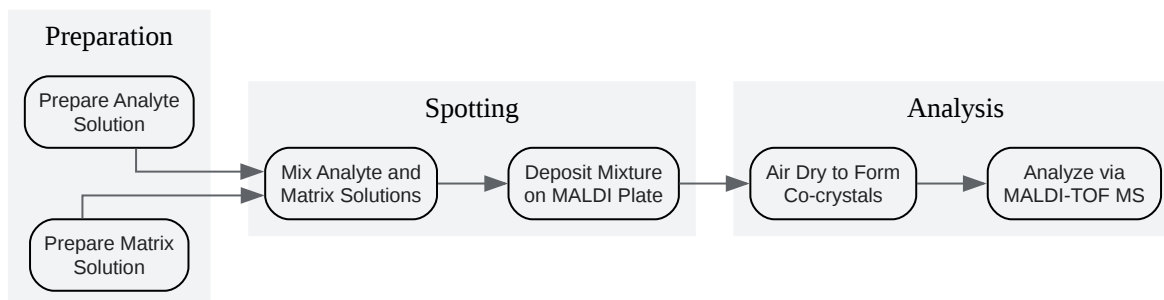 Preparation
Prepare Analyte
Solution
Prepare Matrix
Solution
Spotting
Mix Analyte and
Matrix Solutions
Deposit Mixture
on MALDI Plate
Analysis
Air Dry to Form
Co-crystals
Analyze via
MALDI-TOF MS